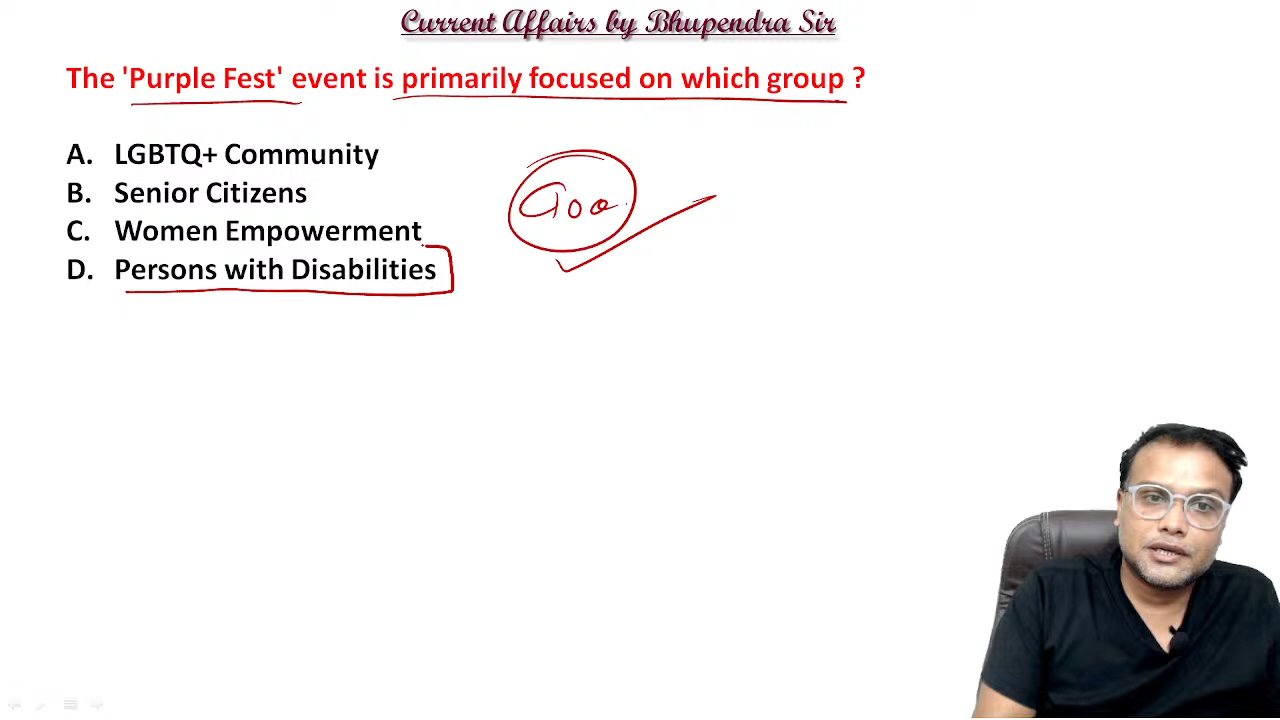 Current Affairs by Bhupendra Sir
The 'Purple Fest' event is primarily focused on which group ?
A. LGBTQ+ Community
B. Senior Citizens
C. Women Empowerment
D. Persons with Disabilities
Goa